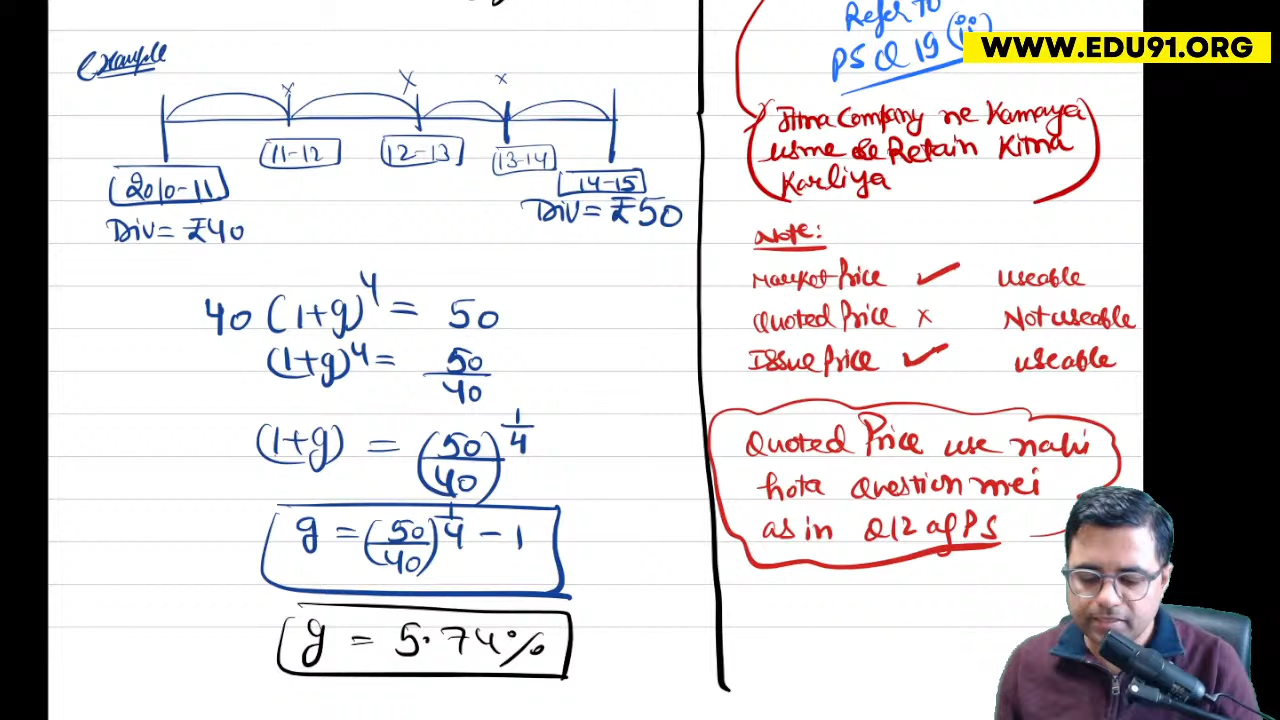 WWW.EDU91.ORG
Example
11-12
12-13
13-14
2010-11
14-15
Div = ₹40
Div = ₹50
40 (1+g)^4 = 50
(1+g)^4 = 50/40
(1+g) = (50/40)^1/4
g = (50/40)^1/4 - 1
g = 5.74%
Refer to
PS Q 19 (ii)
Jitna Company ne Kamaya
usme se Retain Kitna
Karliya
Note:
Market Price ✓ useable
Quoted Price x Not useable
Issue Price ✓ useable
Quoted Price use nahi
hota Question mei
as in Q12 of PS